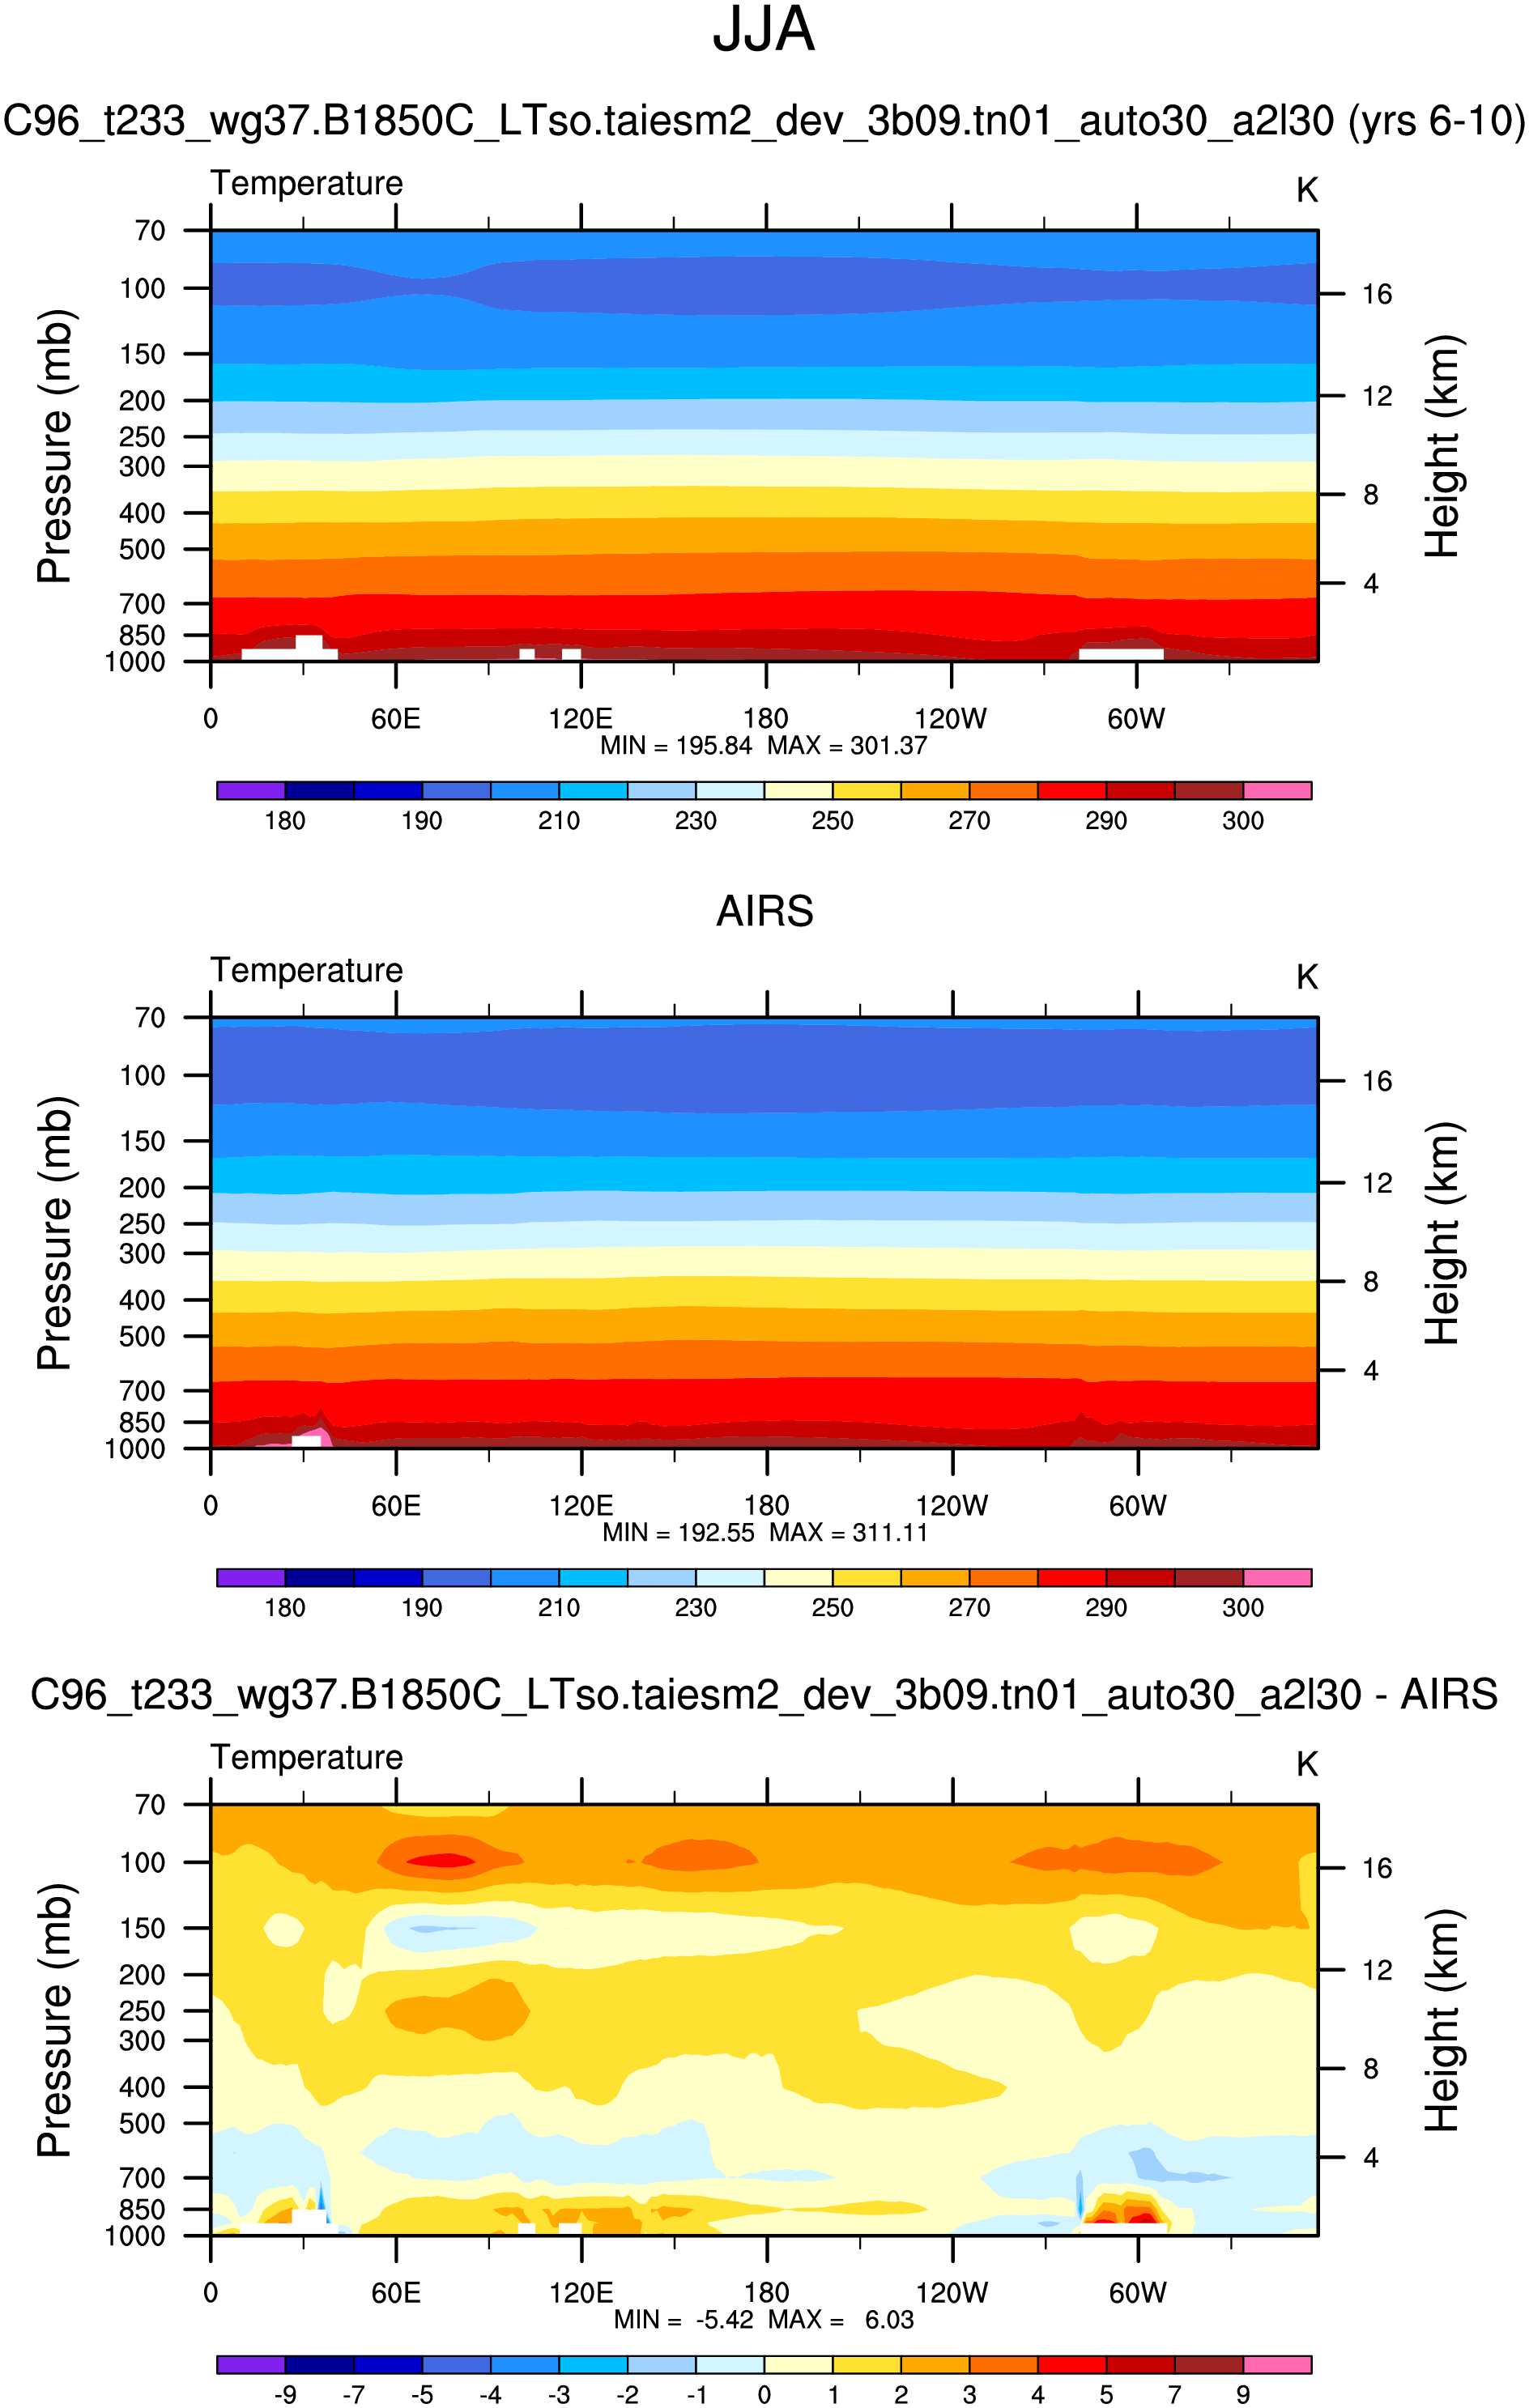 JJA
C96_t233_wg37.B1850C_LTso.taiesm2_dev_3b09.tn01_auto30_a2l30 (yrs 6-10)
Temperature K
Pressure (mb)
70
100
150
200
250
300
400
500
700
850
1000
16
12
8
4
Height (km)
0 60E 120E 180 120W 60W
MIN = 195.84 MAX = 301.37
180 190 210 230 250 270 290 300
AIRS
Temperature K
Pressure (mb)
70
100
150
200
250
300
400
500
700
850
1000
16
12
8
4
Height (km)
0 60E 120E 180 120W 60W
MIN = 192.55 MAX = 311.11
180 190 210 230 250 270 290 300
C96_t233_wg37.B1850C_LTso.taiesm2_dev_3b09.tn01_auto30_a2l30 - AIRS
Temperature K
Pressure (mb)
70
100
150
200
250
300
400
500
700
850
1000
16
12
8
4
Height (km)
0 60E 120E 180 120W 60W
MIN = -5.42 MAX = 6.03
-9 -7 -5 -4 -3 -2 -1 0 1 2 3 4 5 7 9